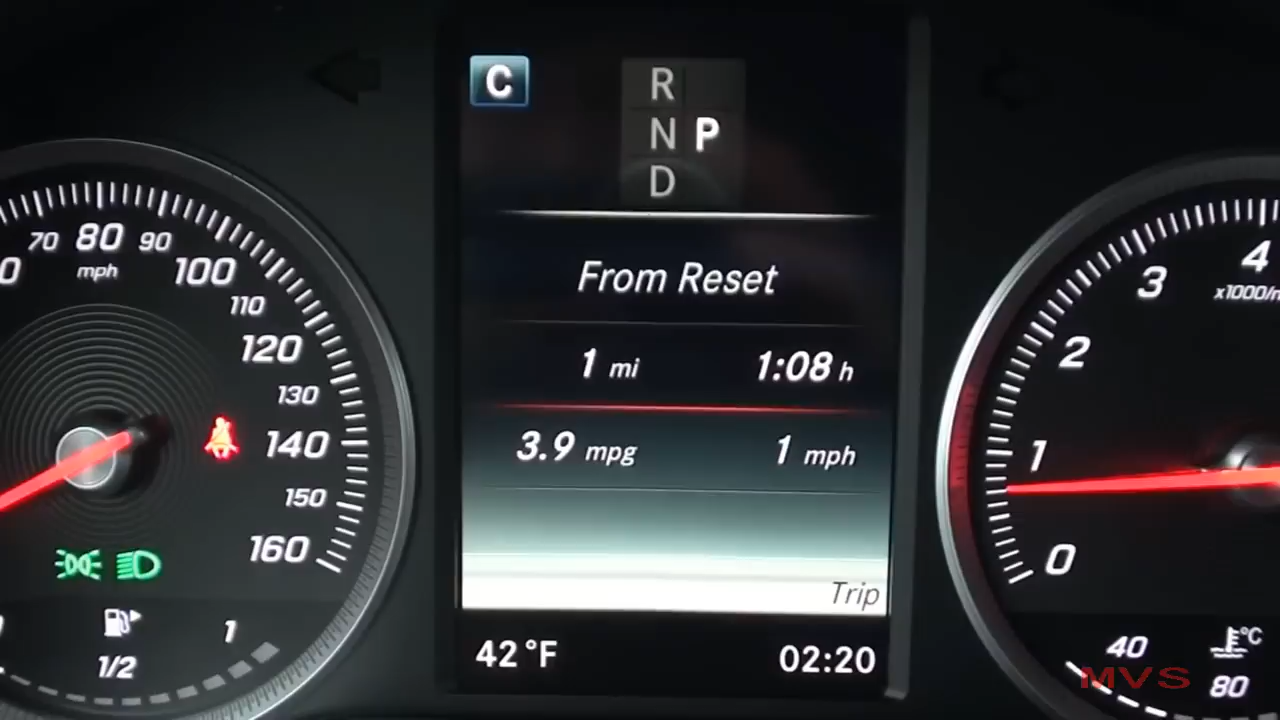 70 80 90
mph
100
110
120
130
140
150
160
1
1/2
C
R
N P
D
From Reset
1 mi 1:08 h
3.9 mpg 1 mph
Trip
42 °F 02:20
4
3
2
1
0
40 °C
80
MVS